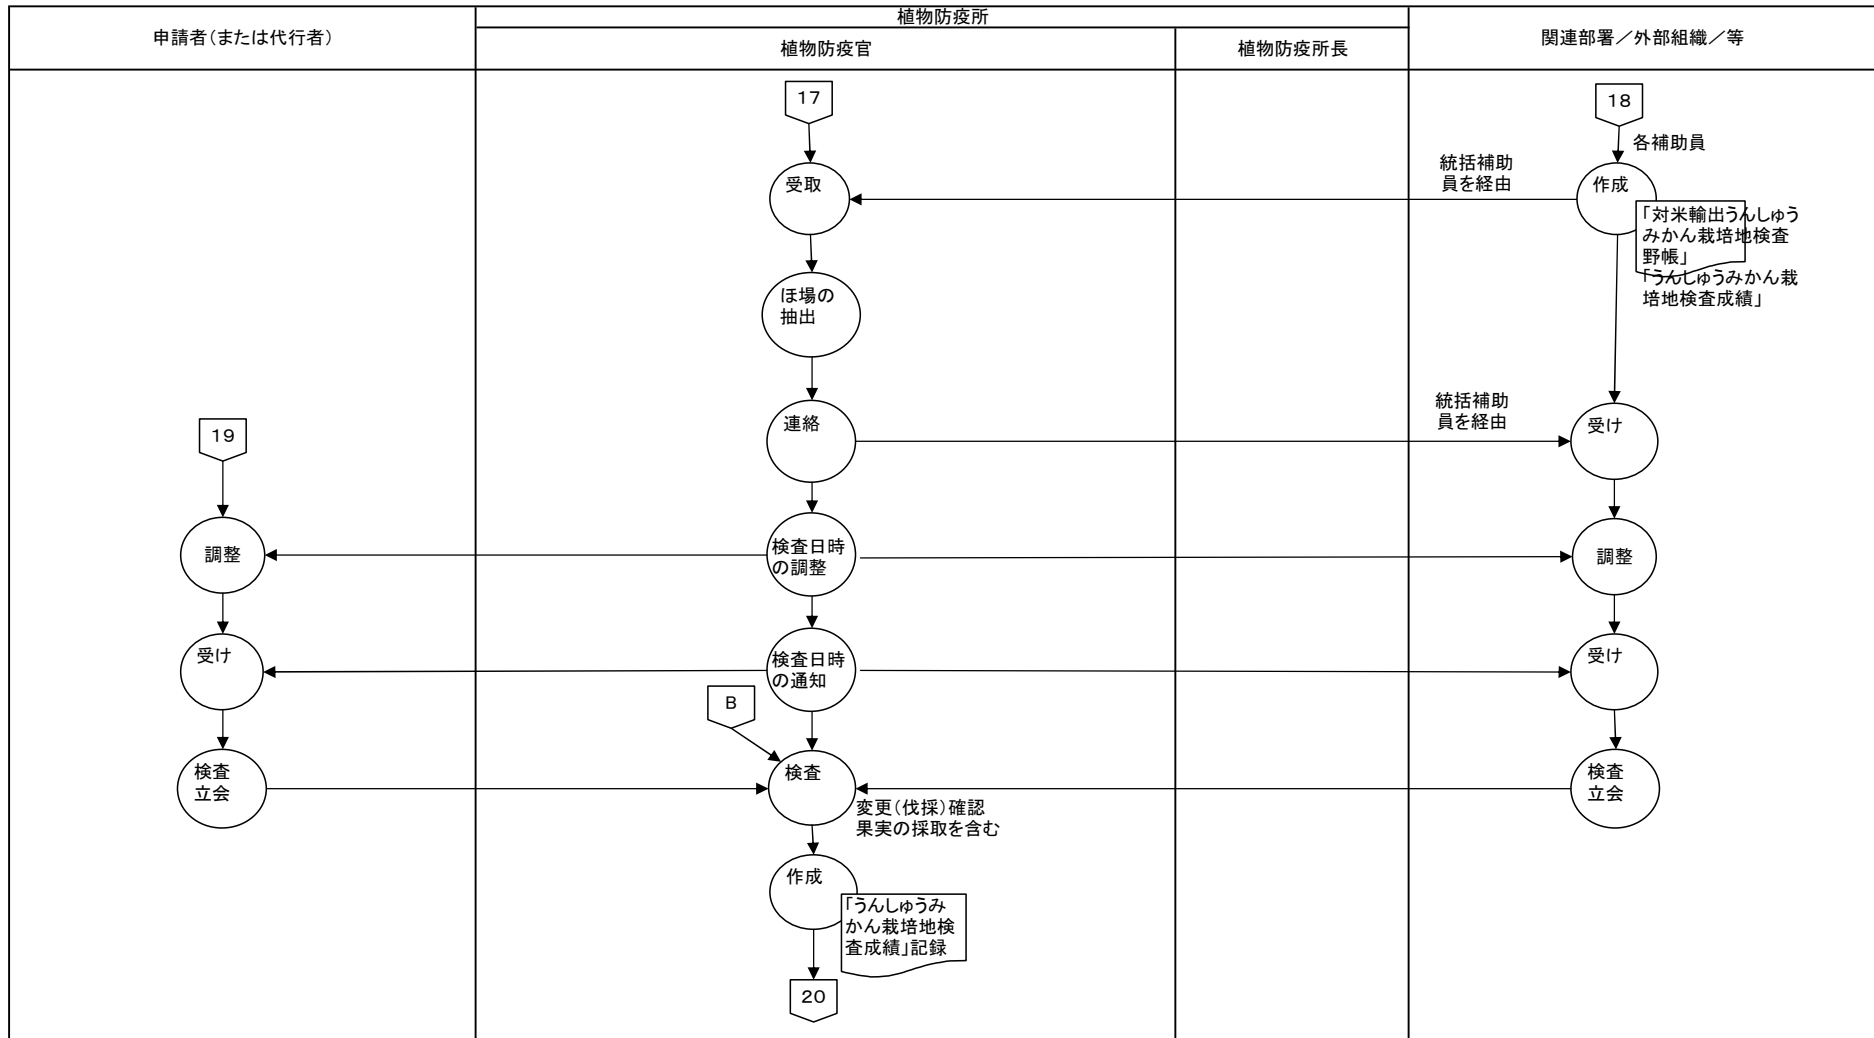 植物防疫所
申請者（または代行者）
植物防疫官
植物防疫所長
関連部署／外部組織／等
17
18
各補助員
統括補助
員を経由
受取
作成
「対米輸出うんしゅう
みかん栽培地検査
野帳」
「うんしゅうみかん栽
培地検査成績」
ほ場の
抽出
統括補助
員を経由
連絡
受け
19
調整
検査日時
の調整
調整
受け
検査日時
の通知
受け
B
検査
立会
検査
検査
立会
変更（伐採）確認
果実の採取を含む
作成
「うんしゅうみ
かん栽培地検
査成績」記録
20